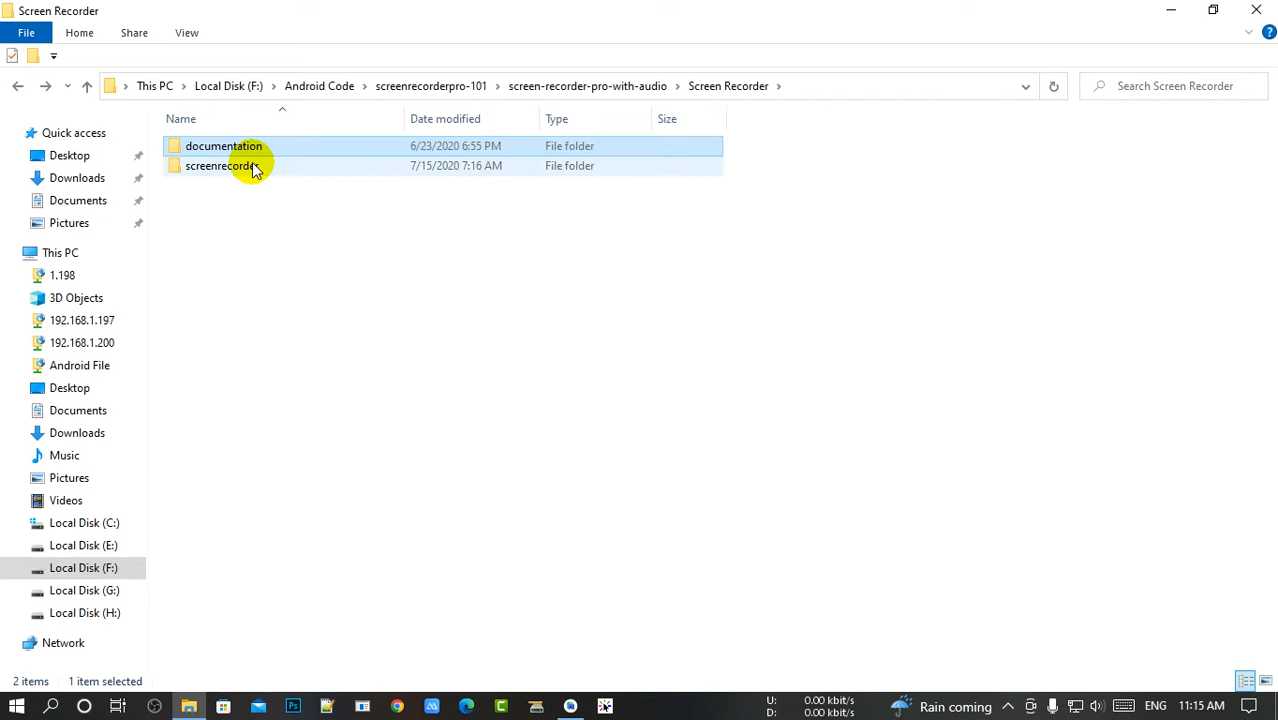 Screen Recorder
File Home Share View
This PC Local Disk (F:) Android Code screenrecorderpro-101 screen-recorder-pro-with-audio Screen Recorder Search Screen Recorder
Name Date modified Type Size
documentation 6/23/2020 6:55 PM File folder
screenrecorder 7/15/2020 7:16 AM File folder
Quick access
Desktop
Downloads
Documents
Pictures
This PC
1.198
3D Objects
192.168.1.197
192.168.1.200
Android File
Desktop
Documents
Downloads
Music
Pictures
Videos
Local Disk (C:)
Local Disk (E:)
Local Disk (F:)
Local Disk (G:)
Local Disk (H:)
Network
2 items 1 item selected
U: 0.00 kbit/s
D: 0.00 kbit/s
Rain coming ENG 11:15 AM